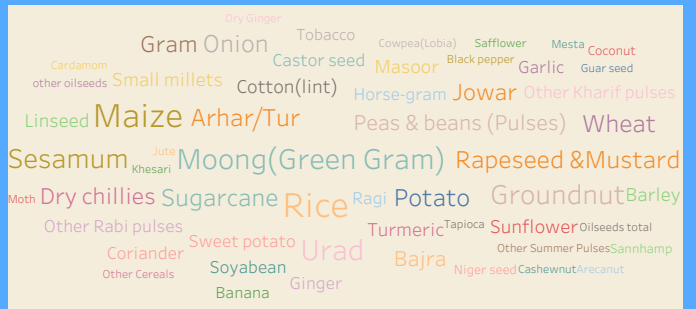 Dry Ginger
Tobacco
Gram Onion
Cowpea(Lobia) Safflower Mesta
Coconut
Castor seed
Black pepper
Cardamom
Masoor Garlic Guar seed
other oilseeds Small millets
Cotton(lint)
Horse-gram Jowar Other Kharif pulses
Linseed Maize Arhar/Tur
Peas & beans (Pulses) Wheat
Jute
Sesamum Moong(Green Gram) Rapeseed &Mustard
Khesari
Moth Dry chillies Sugarcane Rice Ragi Potato Groundnut Barley
Other Rabi pulses
Turmeric Tapioca Sunflower Oilseeds total
Sweet potato
Coriander Urad
Other Summer Pulses Sannhamp
Bajra
Other Cereals Soyabean
Niger seed Cashewnut Arecanut
Ginger
Banana